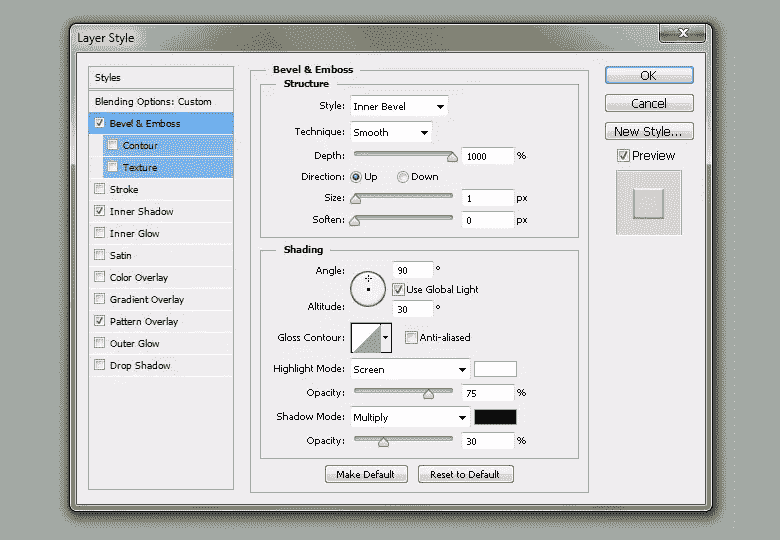 Layer Style
Styles
Blending Options: Custom
Bevel & Emboss
Contour
Texture
Stroke
Inner Shadow
Inner Glow
Satin
Color Overlay
Gradient Overlay
Pattern Overlay
Outer Glow
Drop Shadow
Bevel & Emboss
Structure
Style: Inner Bevel
Technique: Smooth
Depth: 1000 %
Direction: Up Down
Size: 1 px
Soften: 0 px
Shading
Angle: 90 °
Use Global Light
Altitude: 30 °
Gloss Contour: Anti-aliased
Highlight Mode: Screen
Opacity: 75 %
Shadow Mode: Multiply
Opacity: 30 %
Make Default Reset to Default
OK
Cancel
New Style...
Preview